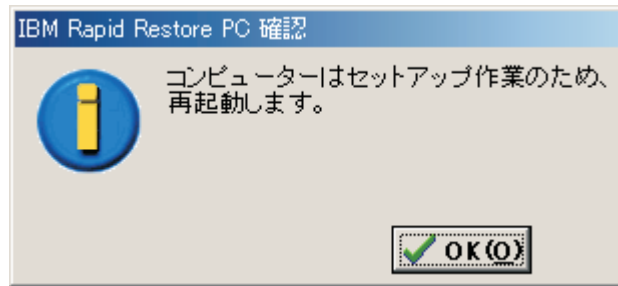 IBM Rapid Restore PC 確認
コンピューターはセットアップ作業のため、
再起動します。
OK(O)